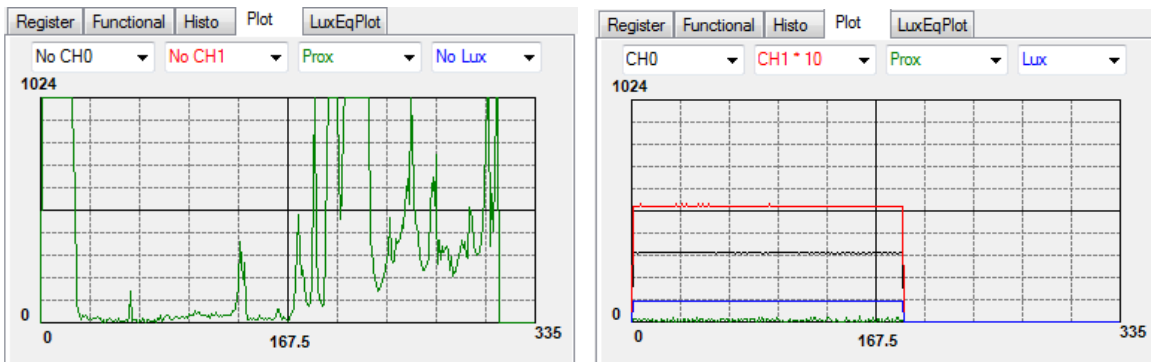 Register Functional Histo Plot LuxEqPlot
No CH0 No CH1 Prox No Lux
1024
0
0 167.5 335
Register Functional Histo Plot LuxEqPlot
CH0 CH1 * 10 Prox Lux
1024
0
0 167.5 335